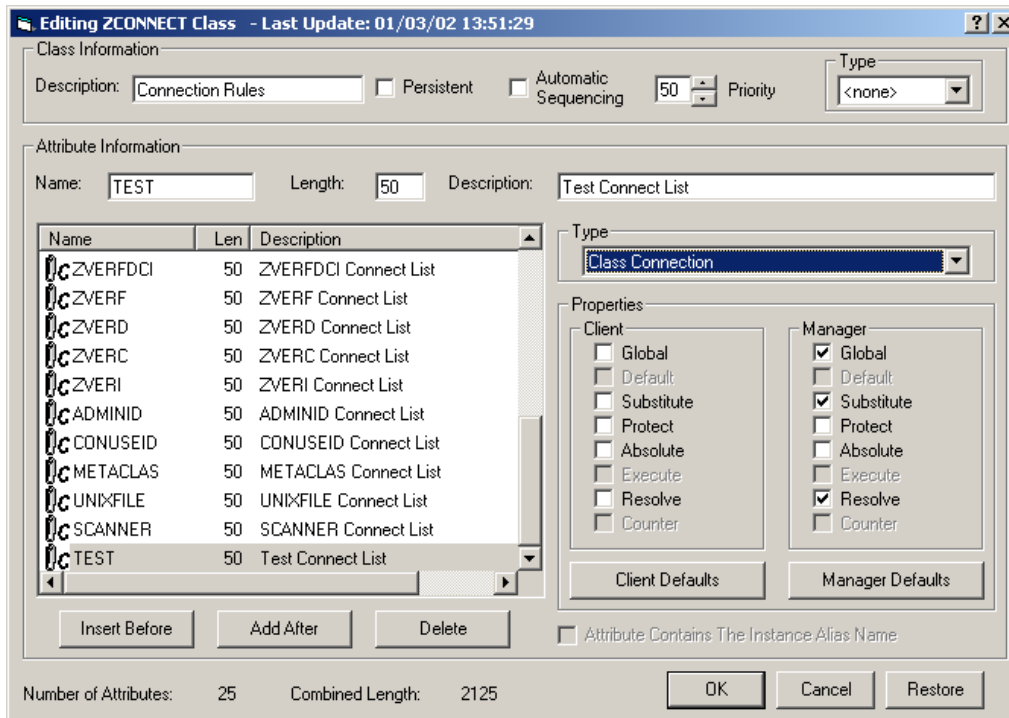 Editing ZCONNECT Class - Last Update: 01/03/02 13:51:29
Class Information
Description: Connection Rules Persistent Automatic Sequencing 50 Priority Type <none>
Attribute Information
Name: TEST Length: 50 Description: Test Connect List
Name Len Description
ZVERFDCI 50 ZVERFDCI Connect List
ZVERF 50 ZVERF Connect List
ZVERD 50 ZVERD Connect List
ZVERC 50 ZVERC Connect List
ZVERI 50 ZVERI Connect List
ADMINID 50 ADMINID Connect List
CONUSEID 50 CONUSEID Connect List
METACLAS 50 METACLAS Connect List
UNIXFILE 50 UNIXFILE Connect List
SCANNER 50 SCANNER Connect List
TEST 50 Test Connect List
Insert Before Add After Delete
Type
Class Connection
Properties
Client
Global
Default
Substitute
Protect
Absolute
Execute
Resolve
Counter
Client Defaults
Manager
Global
Default
Substitute
Protect
Absolute
Execute
Resolve
Counter
Manager Defaults
Attribute Contains The Instance Alias Name
Number of Attributes: 25 Combined Length: 2125
OK Cancel Restore